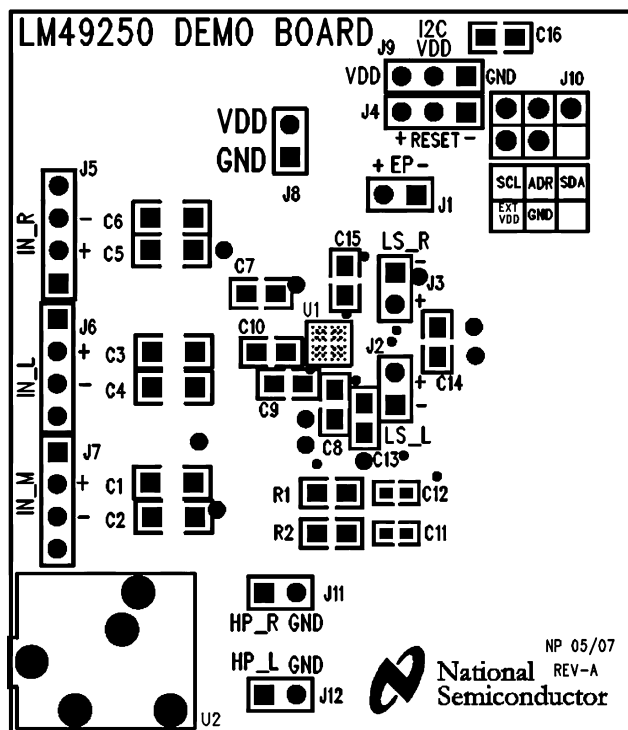 LM49250 DEMO BOARD
J9
I2C
VDD
C16
VDD
GND
J10
J4
+ RESET -
VDD
GND
J8
+ EP -
J1
SCL ADR SDA
EXT
VDD
GND
J5
IN_R
-
+
C6
C5
C7
C15
LS_R
-
+
J3
U1
J6
IN_L
+
-
C3
C4
C10
C9
C8
J2
+
-
LS_L
C14
C13
J7
IN_M
+
-
C1
C2
R1
C12
R2
C11
J11
HP_R GND
HP_L GND
J12
U2
NP 05/07
National REV-A
Semiconductor